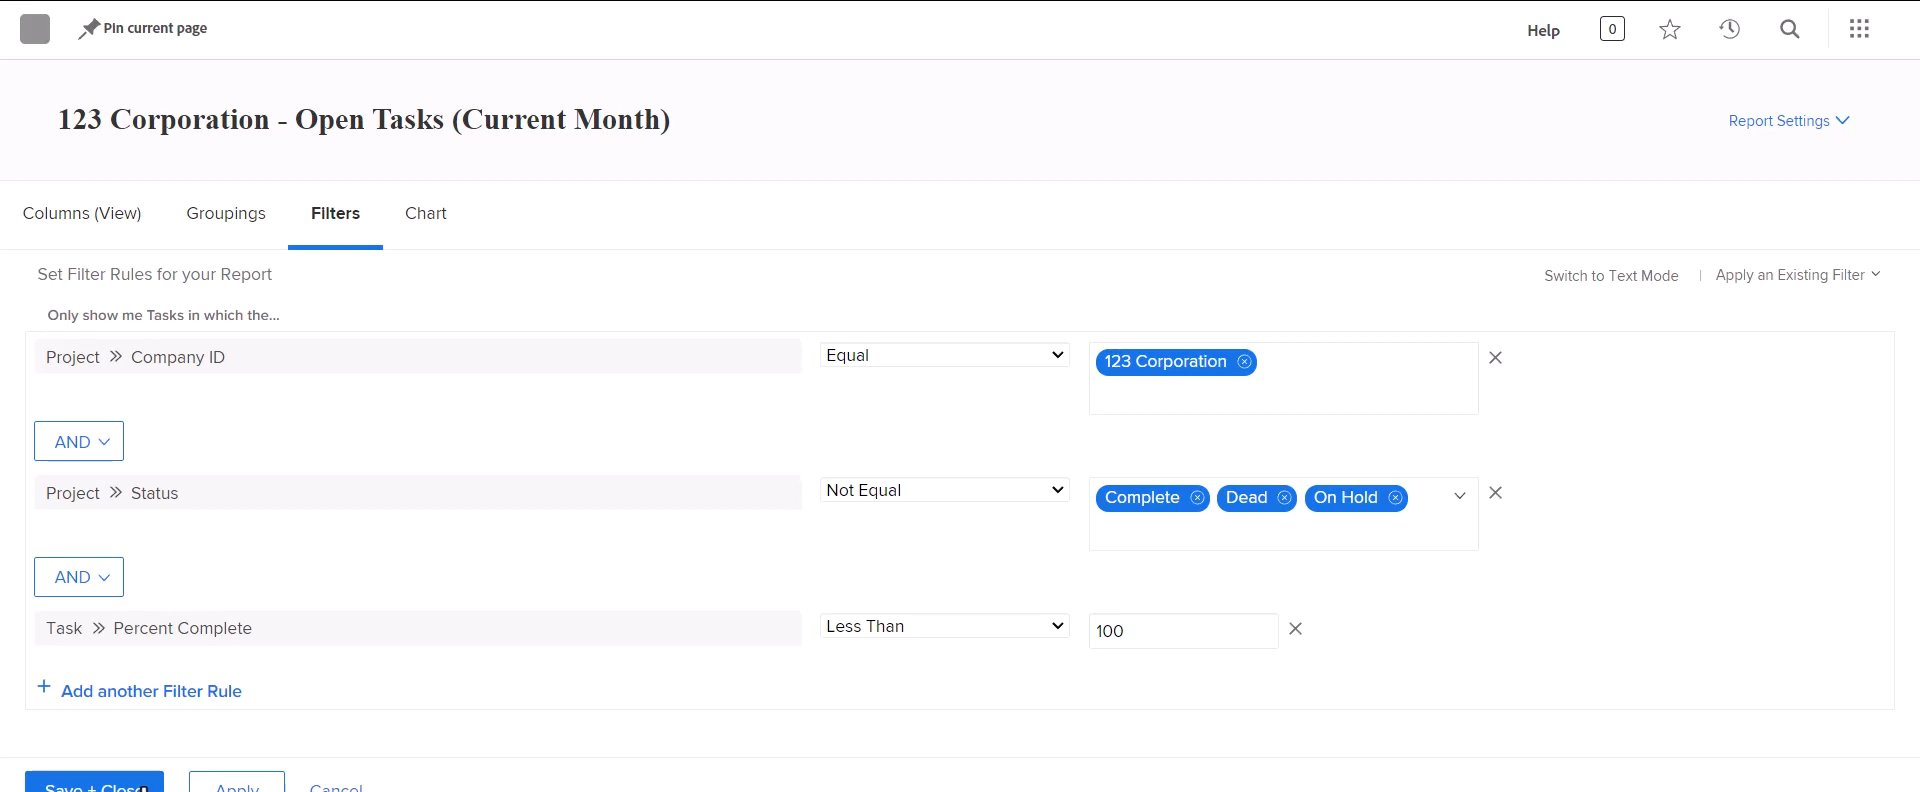 Pin current page
Help
0
123 Corporation - Open Tasks (Current Month)
Report Settings
Columns (View)
Groupings
Filters
Chart
Set Filter Rules for your Report
Switch to Text Mode
Apply an Existing Filter
Only show me Tasks in which the...
Project Company ID
Equal
123 Corporation
AND
Project Status
Not Equal
Complete Dead On Hold
AND
Task Percent Complete
Less Than
100
+ Add another Filter Rule
Save + Close
Apply
Cancel